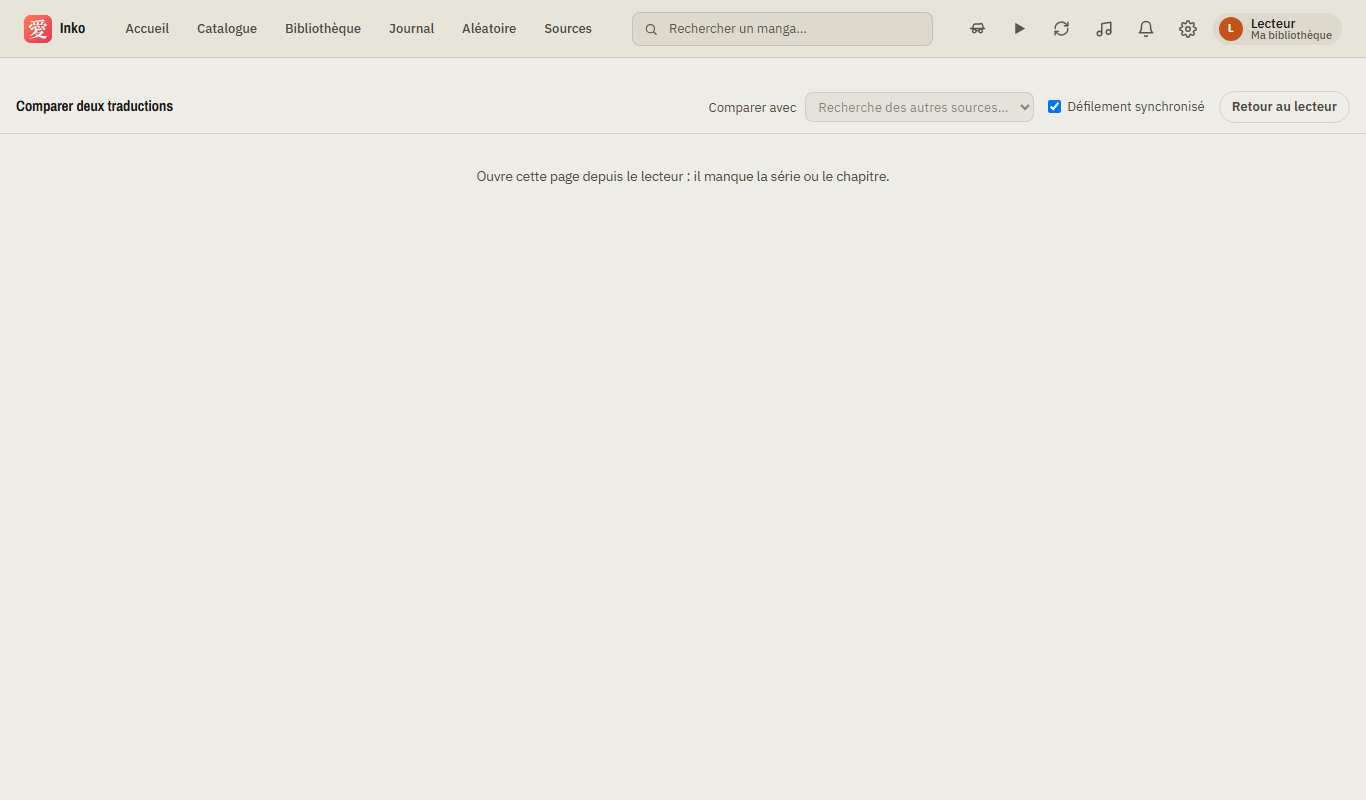 愛 Inko
Accueil
Catalogue
Bibliothèque
Journal
Aléatoire
Sources
Rechercher un manga...
L
Lecteur
Ma bibliothèque
Comparer deux traductions
Comparer avec
Recherche des autres sources...
Défilement synchronisé
Retour au lecteur
Ouvre cette page depuis le lecteur : il manque la série ou le chapitre.